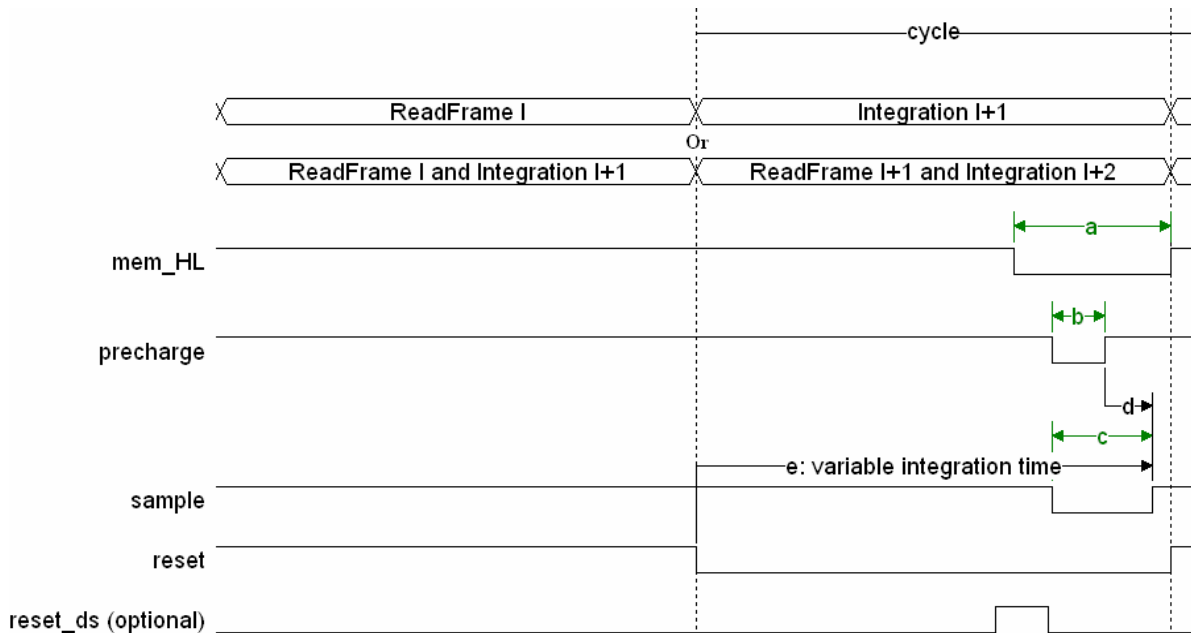 cycle
ReadFrame I Integration I+1
Or
ReadFrame I and Integration I+1 ReadFrame I+1 and Integration I+2
a
mem_HL
b
precharge
d
c
e: variable integration time
sample
reset
reset_ds (optional)